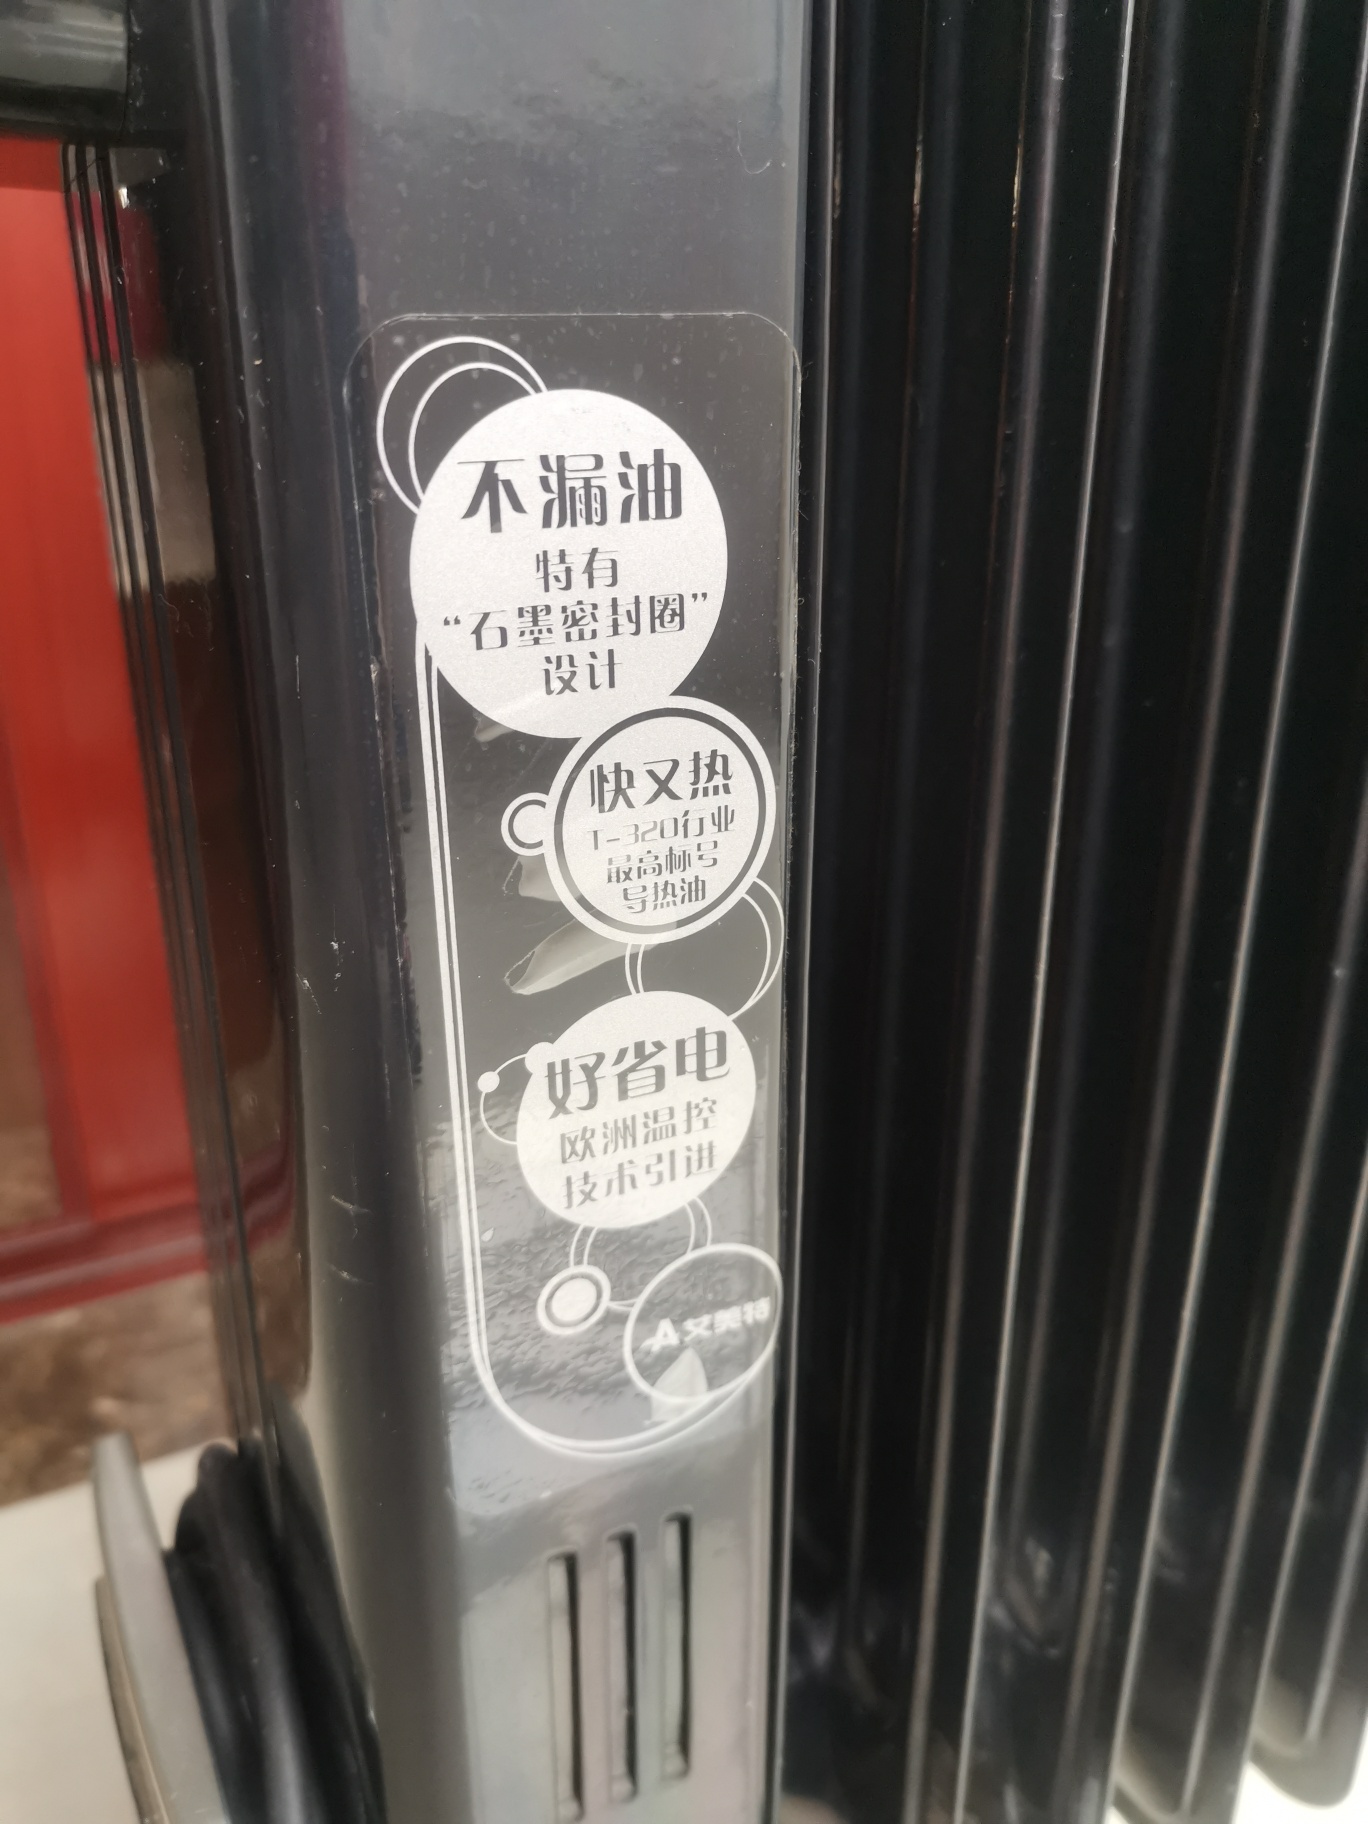 不漏油
特有
“石墨密封圈”
设计
快又热
T-320行业
最高标号
导热油
好省电
欧洲温控
技术引进
艾美特